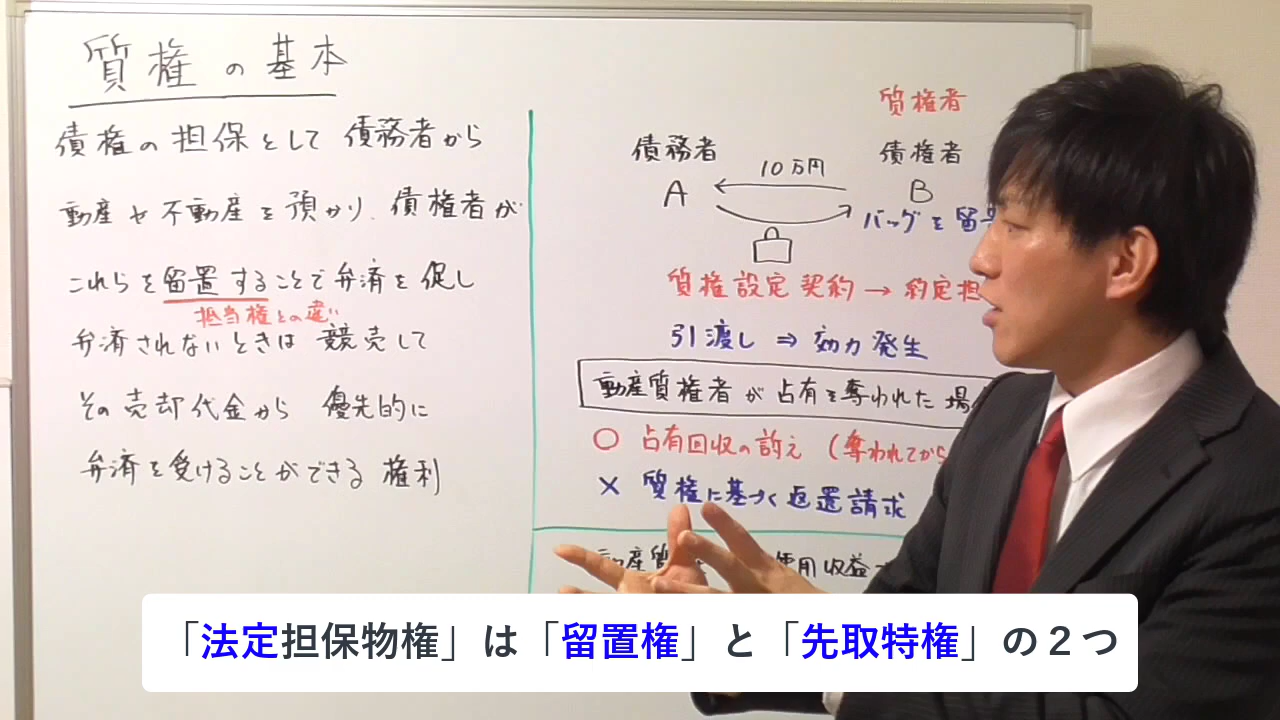 質権の基本
債権の担保として債務者から
動産や不動産を預かり、債権者が
これらを留置することで弁済を促し
抵当権との違い
弁済されないときは競売して
その売却代金から優先的に
弁済を受けることができる権利
質権者
債務者
債権者
10万円
A
B
バッグを留
質権設定契約→約定担
引渡し⇒効力発生
動産質権者が占有を奪われた場
○ 占有回収の訴え(奪われてから
× 質権に基づく返還請求
動産質
使用収益
「法定担保物権」は「留置権」と「先取特権」の２つ